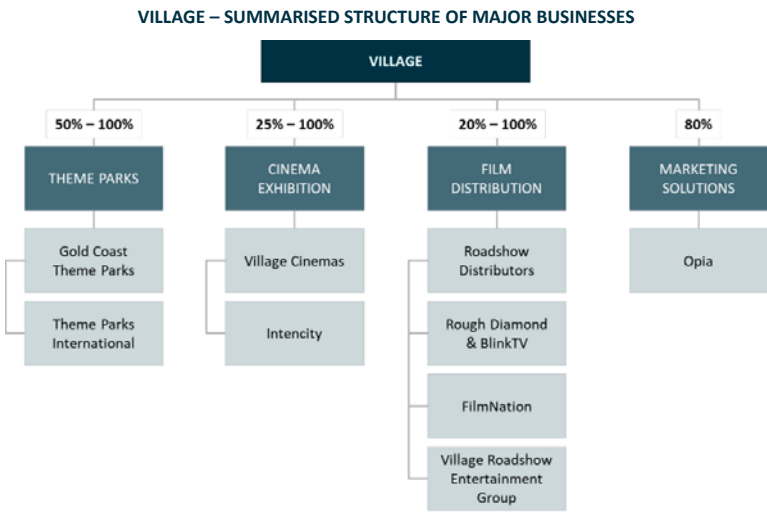 VILLAGE – SUMMARISED STRUCTURE OF MAJOR BUSINESSES
VILLAGE
50% – 100%
25% – 100%
20% – 100%
80%
THEME PARKS
CINEMA
EXHIBITION
FILM
DISTRIBUTION
MARKETING
SOLUTIONS
Gold Coast
Theme Parks
Village Cinemas
Roadshow
Distributors
Opia
Theme Parks
International
Intencity
Rough Diamond
& BlinkTV
FilmNation
Village Roadshow
Entertainment
Group